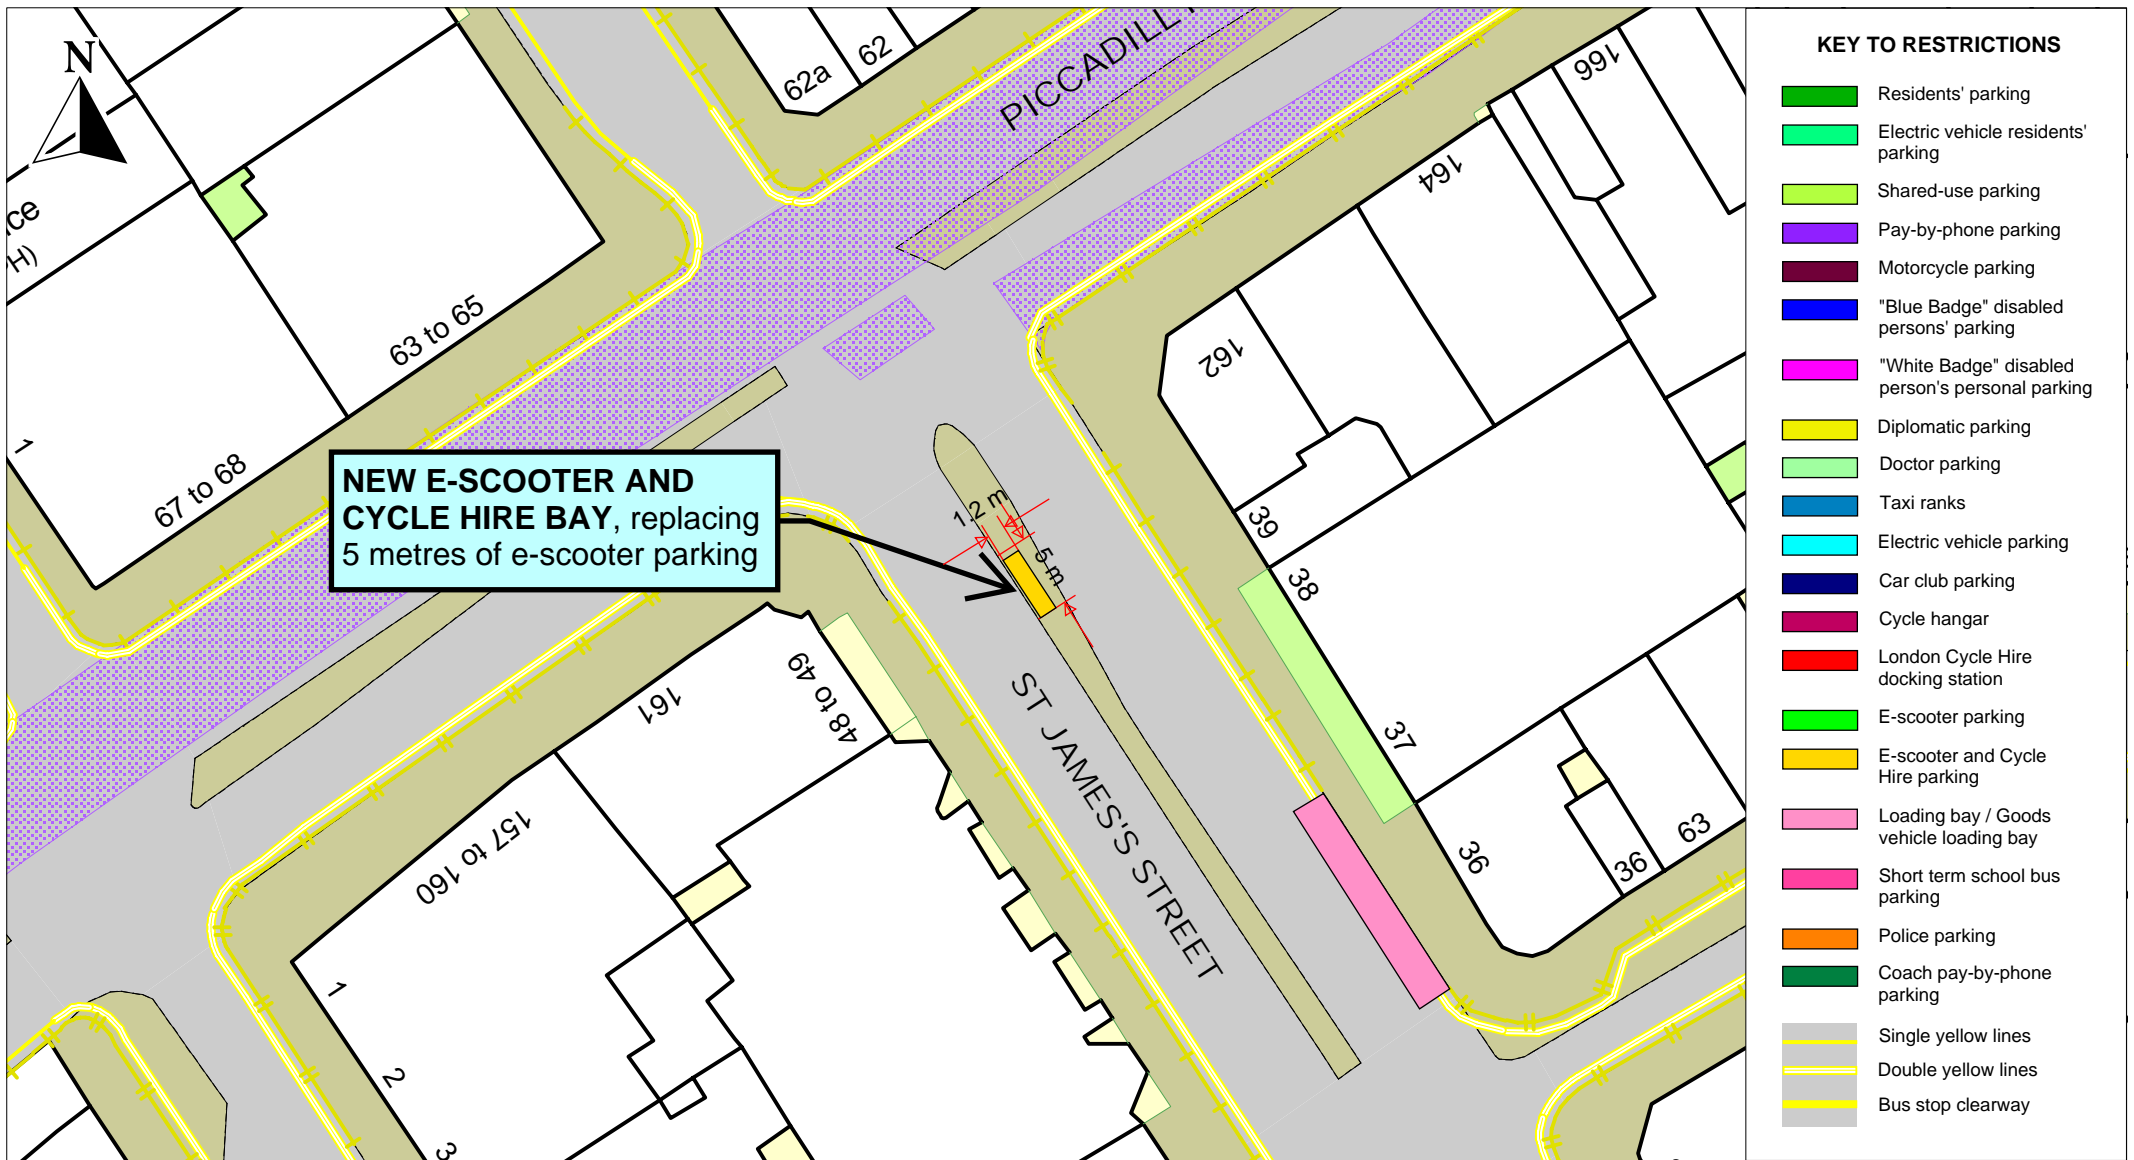 N
ice
PH)
1
63 to 65
67 to 68
62a
62
PICCADILLY
166
164
162
NEW E-SCOOTER AND
CYCLE HIRE BAY, replacing
5 metres of e-scooter parking
1.2 m
5 m
39
38
37
36
36
63
161
48 to 49
157 to 160
ST JAMES'S STREET
1
2
3
KEY TO RESTRICTIONS
Residents' parking
Electric vehicle residents'
parking
Shared-use parking
Pay-by-phone parking
Motorcycle parking
"Blue Badge" disabled
persons' parking
"White Badge" disabled
person's personal parking
Diplomatic parking
Doctor parking
Taxi ranks
Electric vehicle parking
Car club parking
Cycle hangar
London Cycle Hire
docking station
E-scooter parking
E-scooter and Cycle
Hire parking
Loading bay / Goods
vehicle loading bay
Short term school bus
parking
Police parking
Coach pay-by-phone
parking
Single yellow lines
Double yellow lines
Bus stop clearway